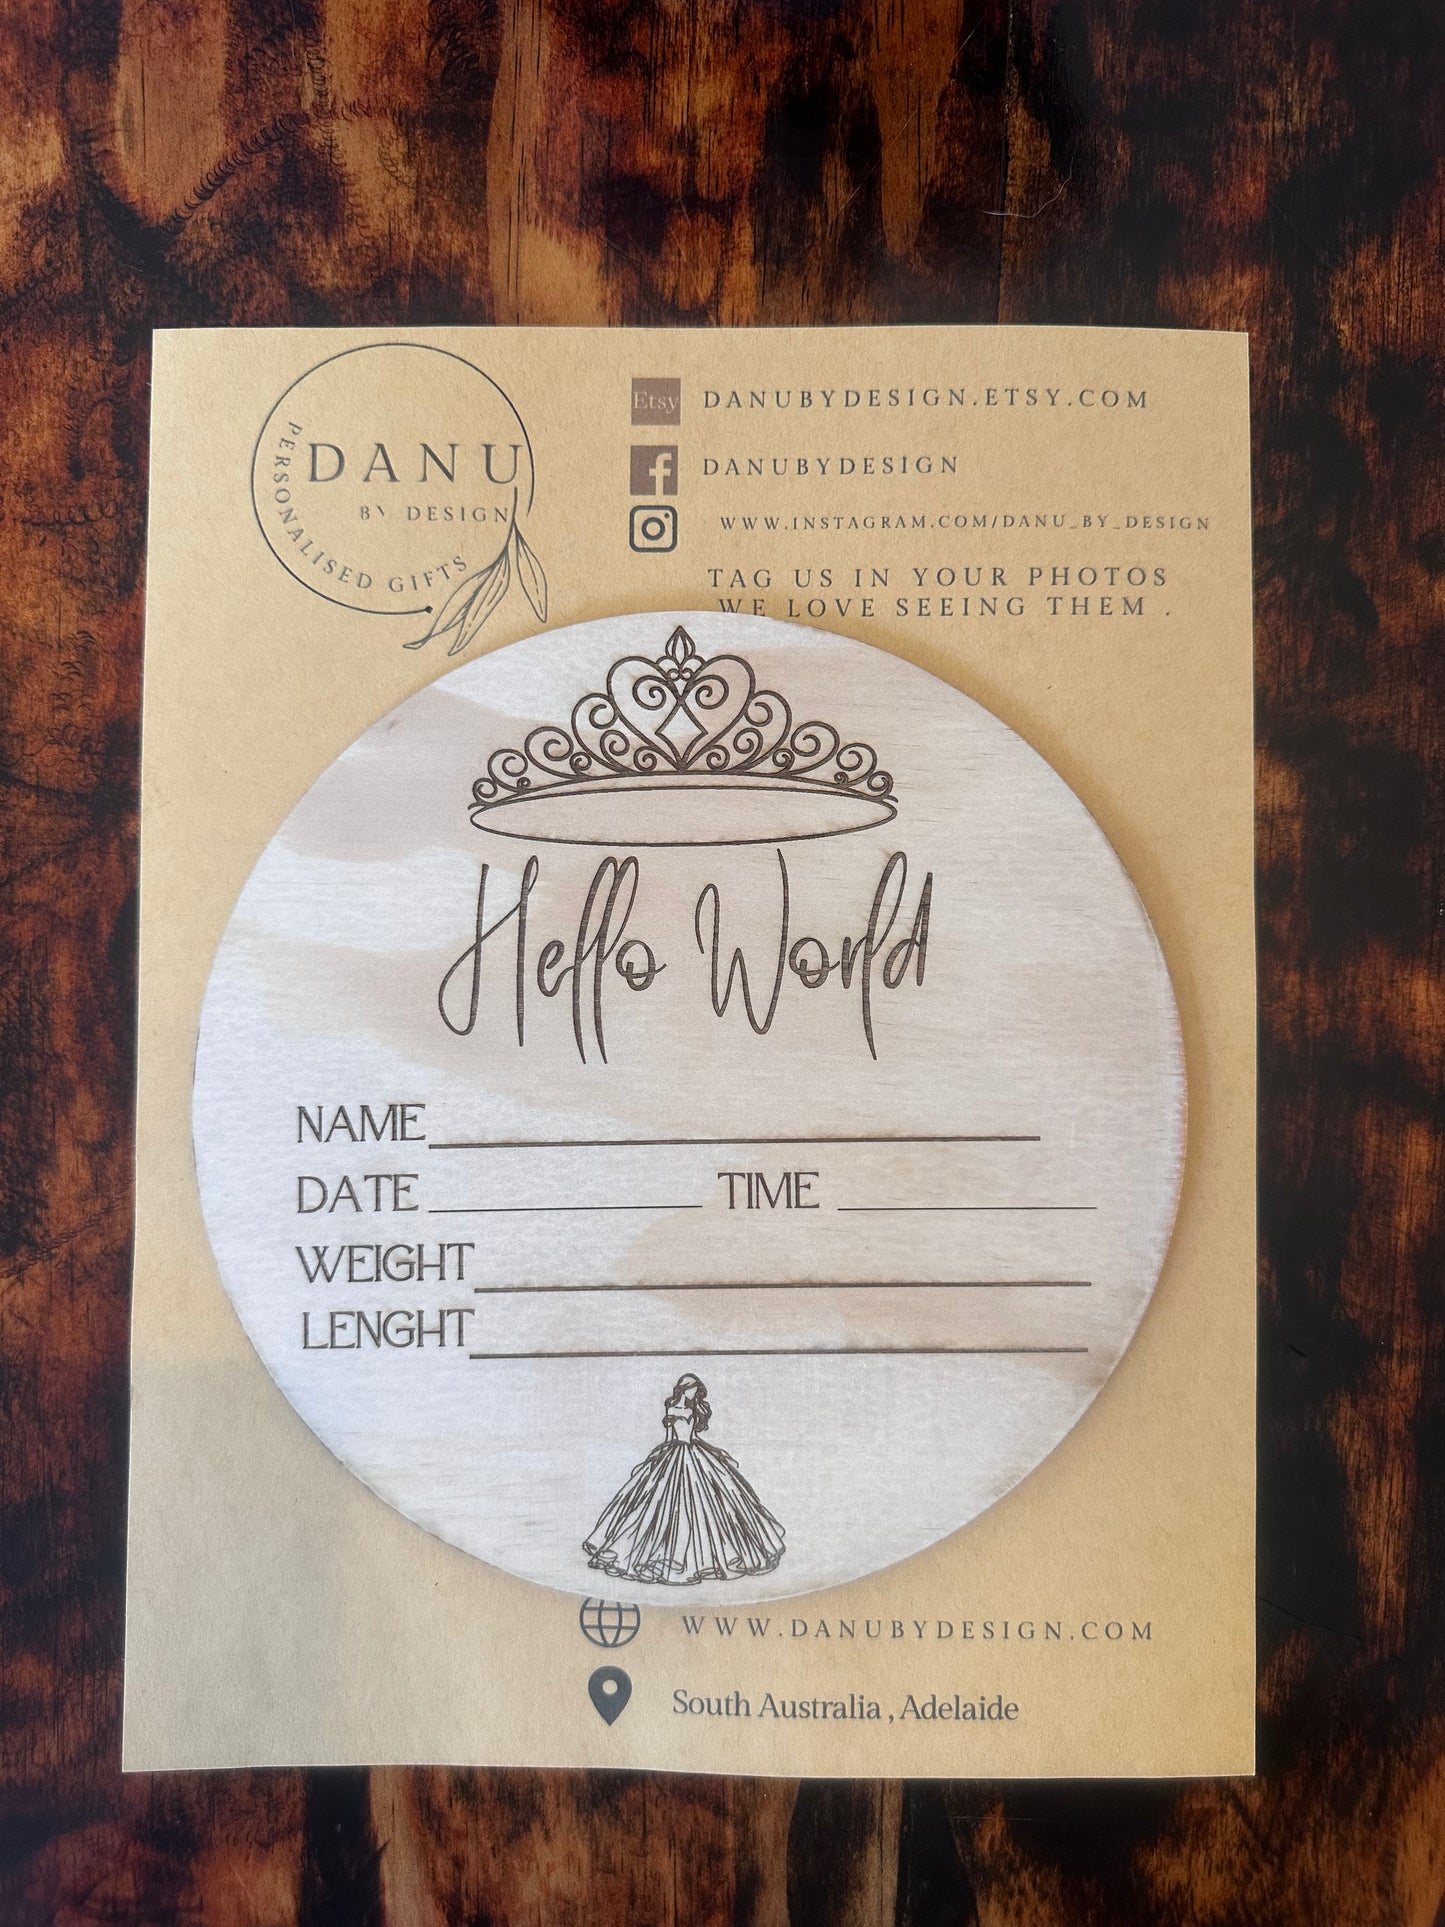 DANU
BY DESIGN
PERSONALISED GIFTS
Etsy DANUBYDESIGN.ETSY.COM
f DANUBYDESIGN
WWW.INSTAGRAM.COM/DANU_BY_DESIGN
TAG US IN YOUR PHOTOS
WE LOVE SEEING THEM .
Hello World
NAME
DATE TIME
WEIGHT
LENGHT
WWW.DANUBYDESIGN.COM
South Australia , Adelaide